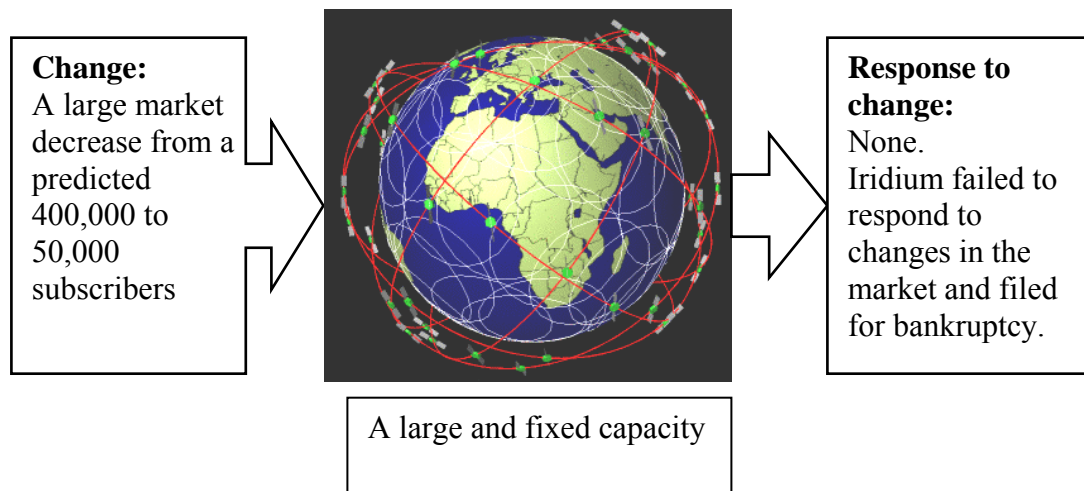 Change:
A large market
decrease from a
predicted
400,000 to
50,000
subscribers
A large and fixed capacity
Response to
change:
None.
Iridium failed to
respond to
changes in the
market and filed
for bankruptcy.